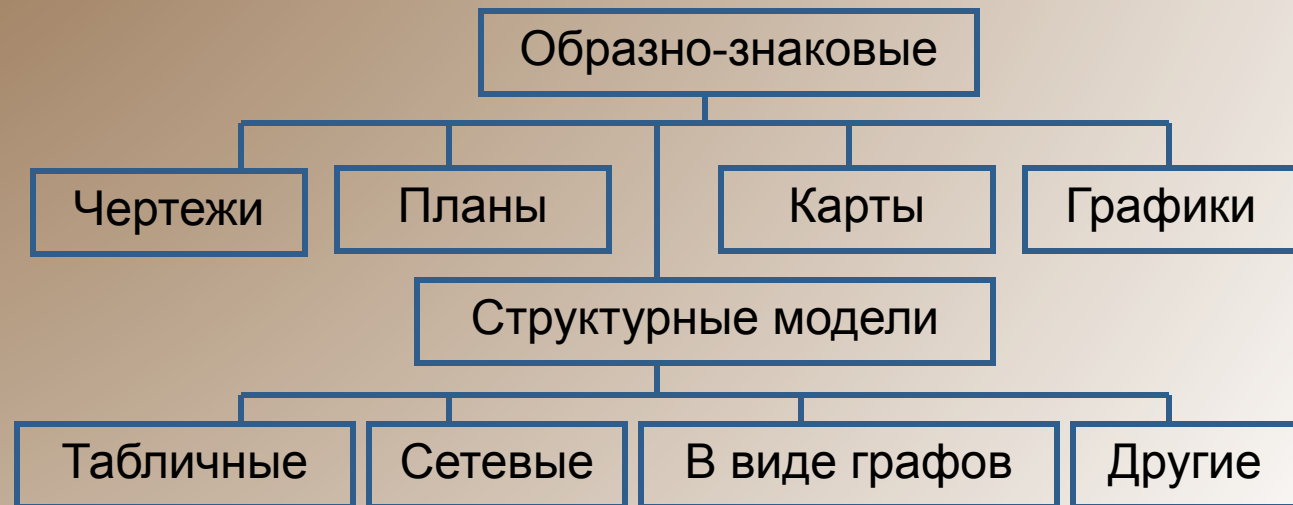 Образно-знаковые
Чертежи
Планы
Карты
Графики
Структурные модели
Табличные
Сетевые
В виде графов
Другие